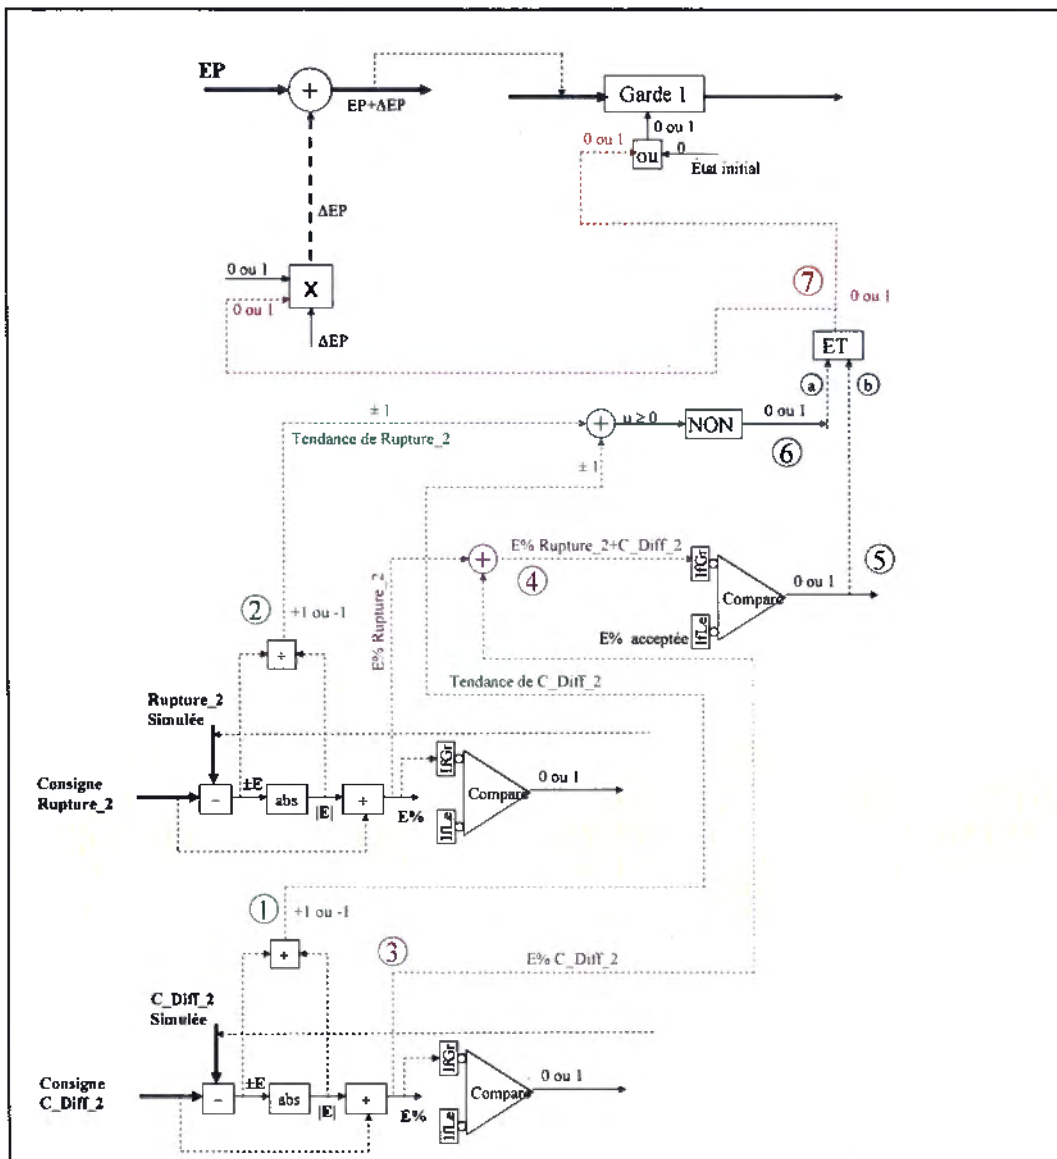 EP
+
EP+ΔEP
Garde 1
0 ou 1
0 ou 1
ou
0
État initial
ΔEP
0 ou 1
X
0 ou 1
ΔEP
7
0 ou 1
ET
a
b
± 1
Tendance de Rupture_2
+
u ≥ 0
NON
0 ou 1
6
± 1
E% Rupture_2+C_Diff_2
+
4
E% Rupture_2
IfGr
Compare
0 ou 1
5
E% acceptée
IfLe
2
+1 ou -1
÷
Tendance de C_Diff_2
Rupture_2
Simulée
Consigne
Rupture_2
-
±E
abs
|E|
÷
E%
IfGr
Compare
IfLe
0 ou 1
1
+1 ou -1
÷
3
E% C_Diff_2
C_Diff_2
Simulée
Consigne
C_Diff_2
-
±E
abs
|E|
÷
E%
IfGr
Compare
IfLe
0 ou 1